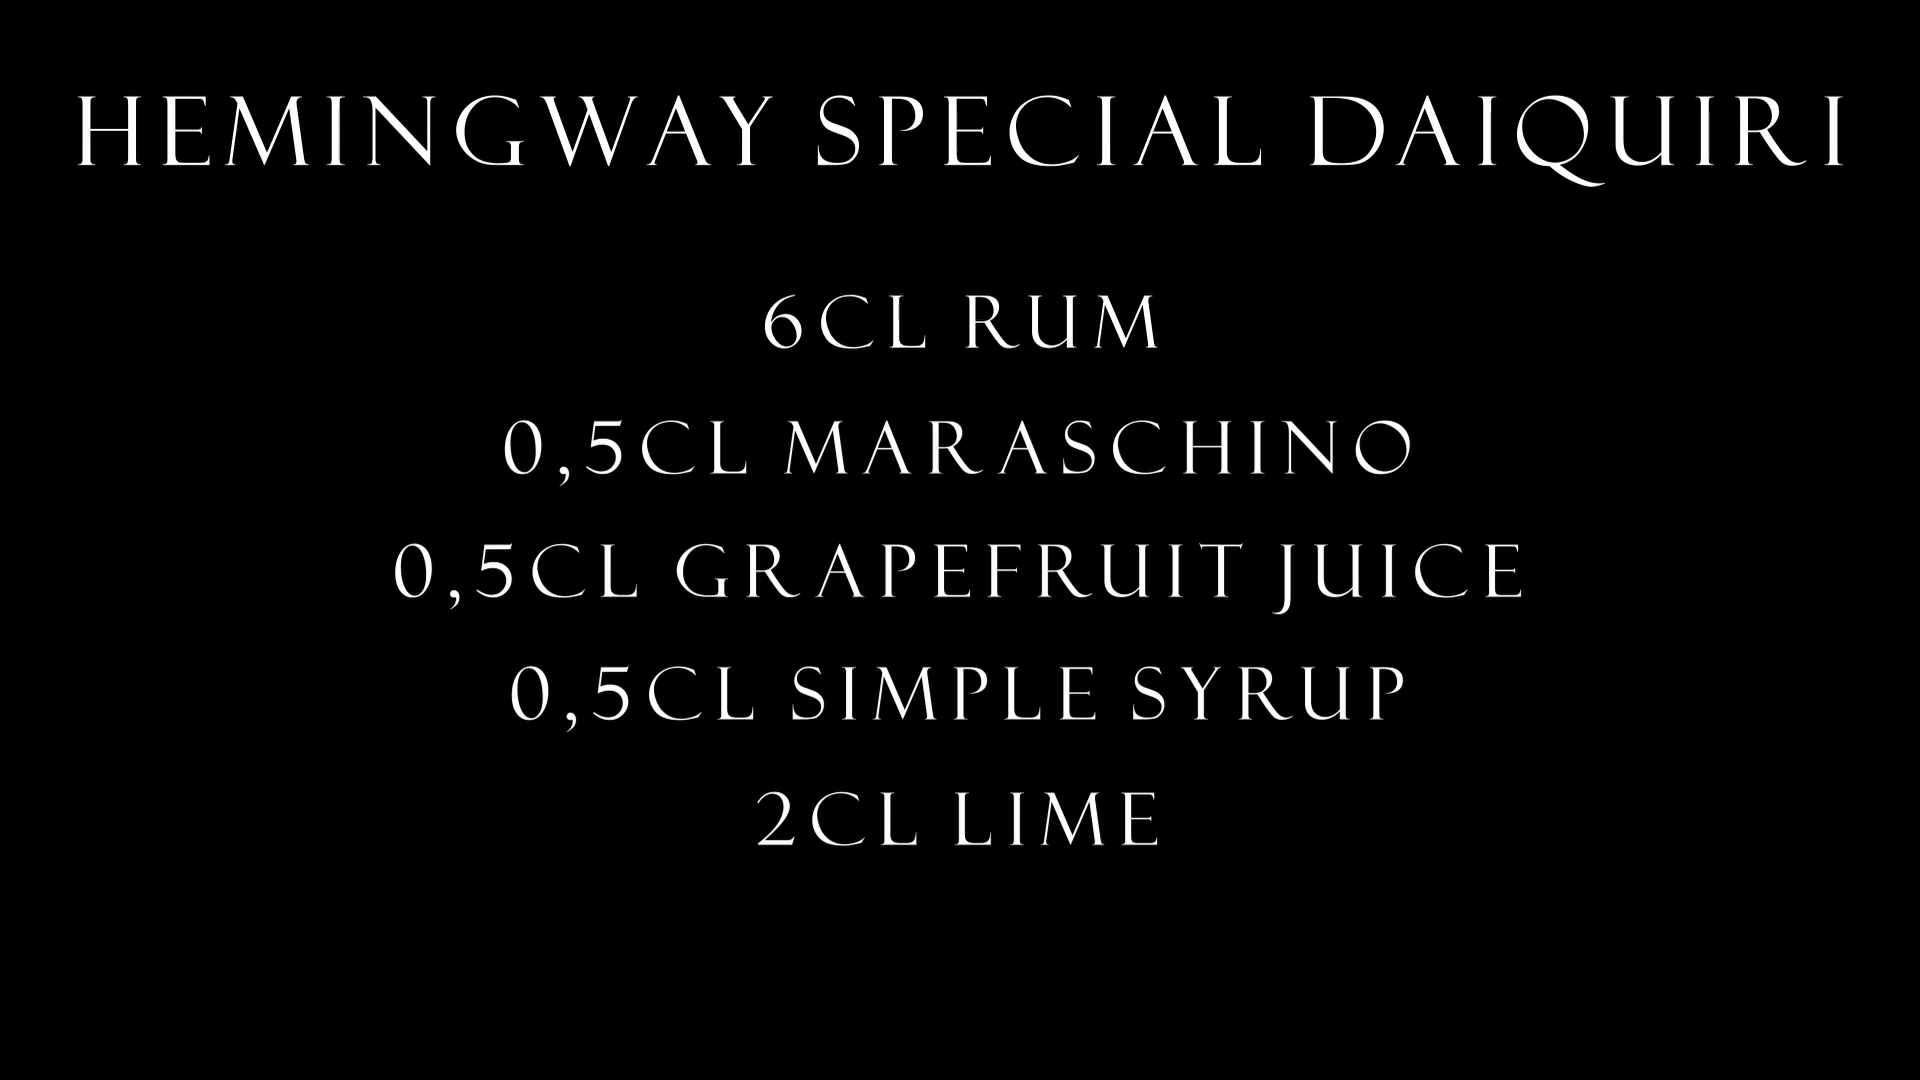 HEMINGWAY SPECIAL DAIQUIRI
6CL RUM
0,5CL MARASCHINO
0,5CL GRAPEFRUIT JUICE
0,5CL SIMPLE SYRUP
2CL LIME